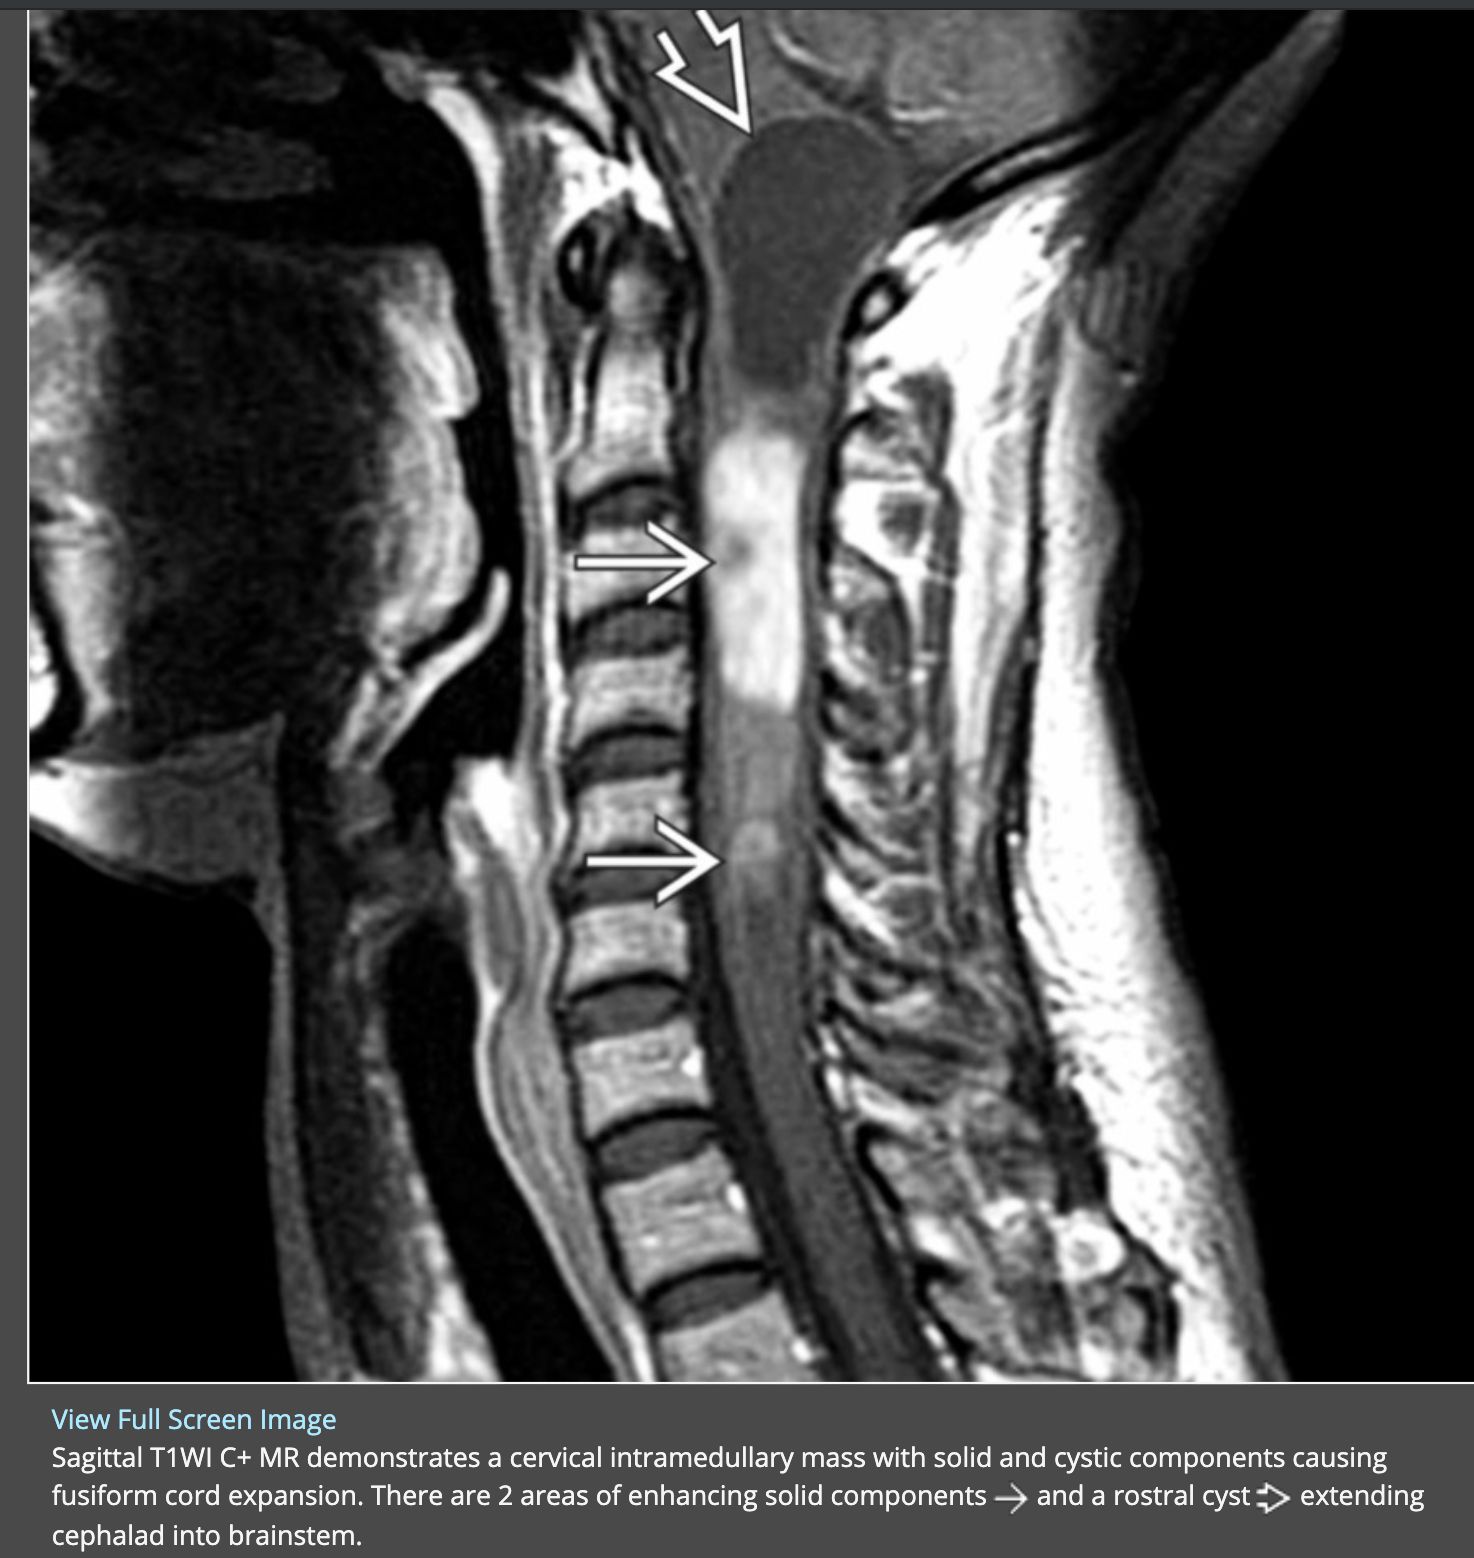 View Full Screen Image
Sagittal T1WI C+ MR demonstrates a cervical intramedullary mass with solid and cystic components causing
fusiform cord expansion. There are 2 areas of enhancing solid components and a rostral cyst extending
cephalad into brainstem.